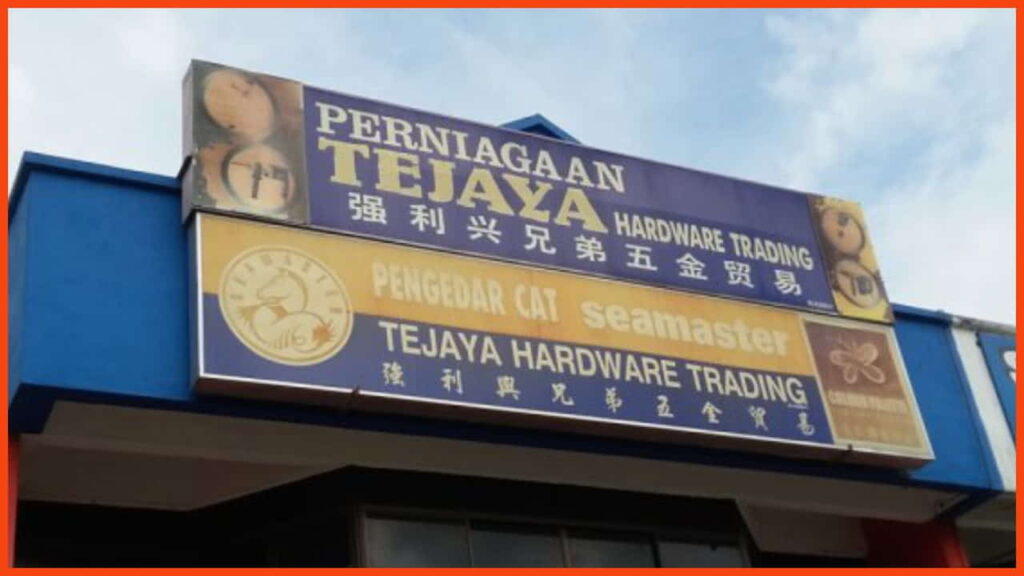 PERNIAGAAN
TEJAYA HARDWARE TRADING
强利兴兄弟五金贸易
PENGEDAR CAT seamaster
SEAMASTER
TEJAYA HARDWARE TRADING
強利興兄弟五金貿易